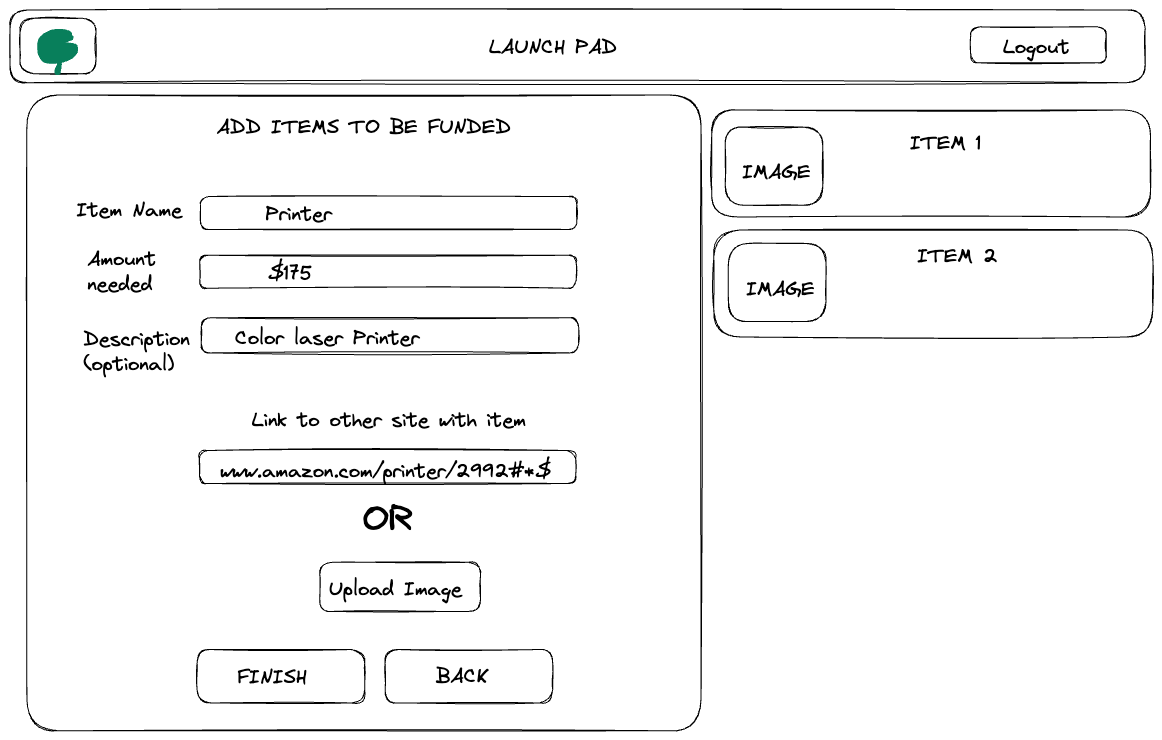 LAUNCH PAD
Logout
ADD ITEMS TO BE FUNDED
Item Name
Printer
Amount
needed
$175
Description
(optional)
Color laser Printer
Link to other site with item
www.amazon.com/printer/2992#*$
OR
Upload Image
FINISH
BACK
IMAGE
ITEM 1
IMAGE
ITEM 2